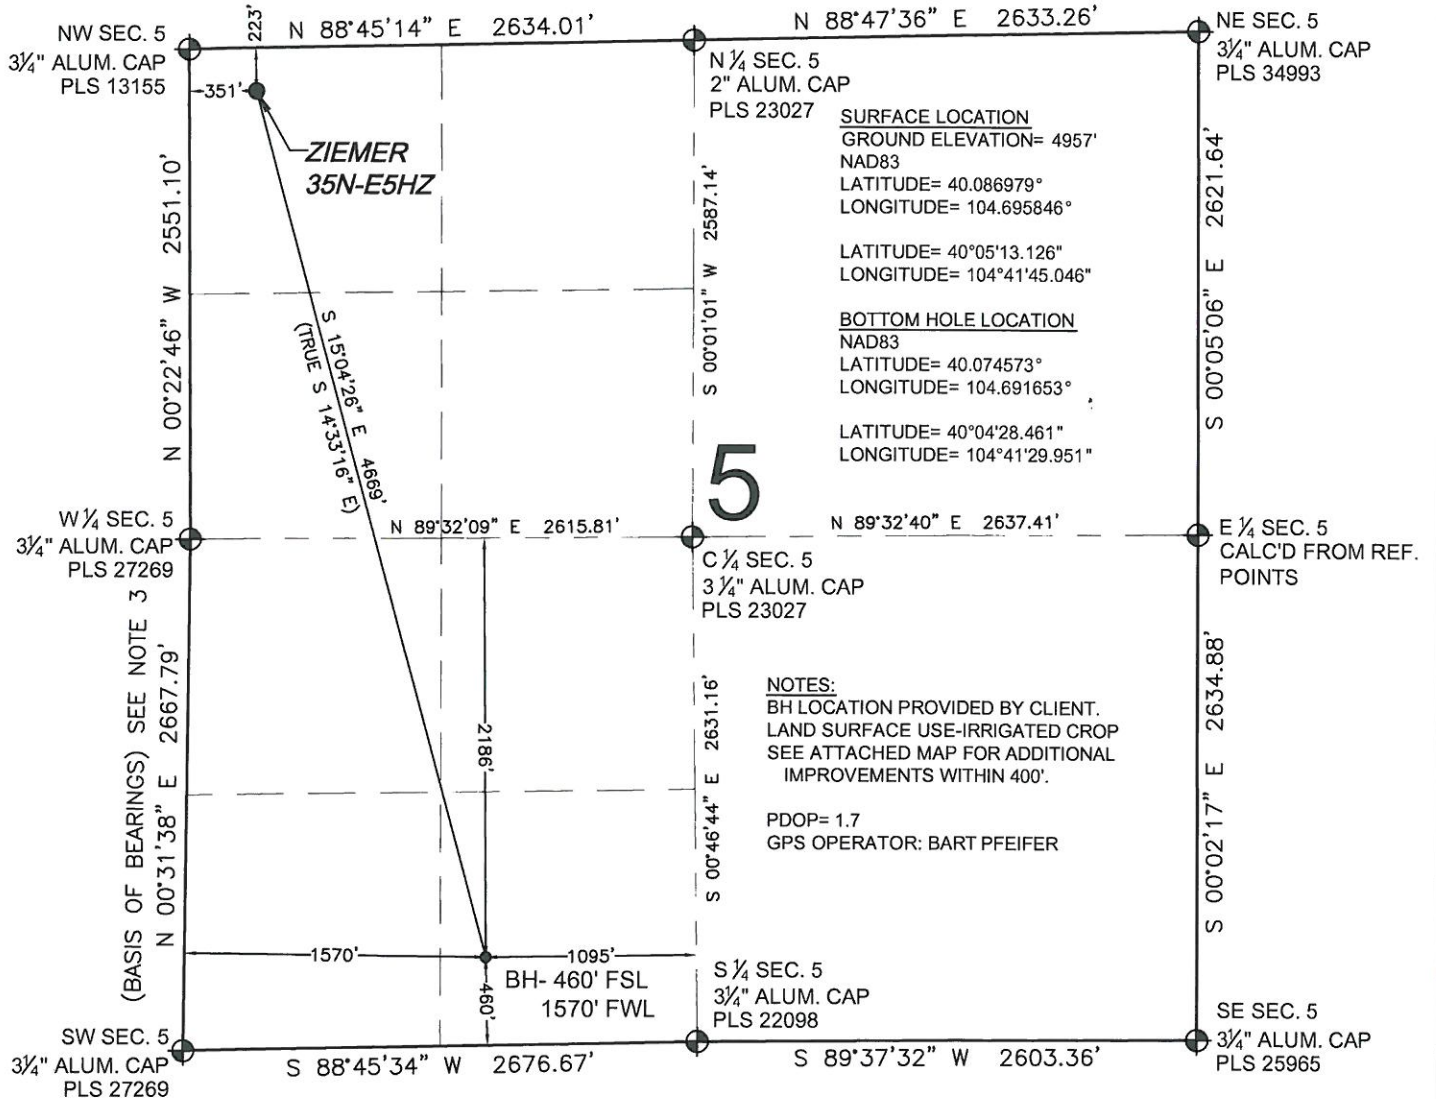 N 88°45'14" E 2634.01'
N 88°47'36" E 2633.26'
NW SEC. 5
3¼" ALUM. CAP
PLS 13155
223'
351'
N ¼ SEC. 5
2" ALUM. CAP
PLS 23027
NE SEC. 5
3¼" ALUM. CAP
PLS 34993
ZIEMER
35N-E5HZ
SURFACE LOCATION
GROUND ELEVATION= 4957'
NAD83
LATITUDE= 40.086979°
LONGITUDE= 104.695846°
LATITUDE= 40°05'13.126"
LONGITUDE= 104°41'45.046"
BOTTOM HOLE LOCATION
NAD83
LATITUDE= 40.074573°
LONGITUDE= 104.691653°
LATITUDE= 40°04'28.461"
LONGITUDE= 104°41'29.951"
N 00°22'46" W 2551.10'
S 15°04'26" E 4669'
(TRUE S 14°33'16" E)
S 00°01'01" W 2587.14'
S 00°05'06" E 2621.64'
5
W ¼ SEC. 5
3¼" ALUM. CAP
PLS 27269
N 89°32'09" E 2615.81'
N 89°32'40" E 2637.41'
C ¼ SEC. 5
3 ¼" ALUM. CAP
PLS 23027
E ¼ SEC. 5
CALC'D FROM REF.
POINTS
(BASIS OF BEARINGS) SEE NOTE 3
N 00°31'38" E 2667.79'
2186'
S 00°46'44" E 2631.16'
S 00°02'17" E 2634.88'
NOTES:
BH LOCATION PROVIDED BY CLIENT.
LAND SURFACE USE-IRRIGATED CROP
SEE ATTACHED MAP FOR ADDITIONAL
IMPROVEMENTS WITHIN 400'.
PDOP= 1.7
GPS OPERATOR: BART PFEIFER
1570'
1095'
460'
BH- 460' FSL
1570' FWL
S ¼ SEC. 5
3¼" ALUM. CAP
PLS 22098
SW SEC. 5
3¼" ALUM. CAP
PLS 27269
S 88°45'34" W 2676.67'
S 89°37'32" W 2603.36'
SE SEC. 5
3¼" ALUM. CAP
PLS 25965